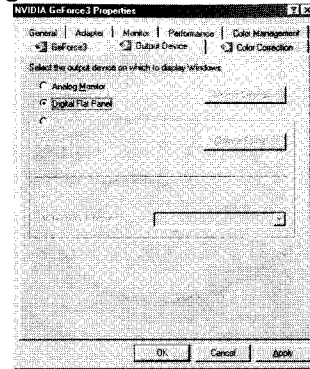 NVIDIA GeForce3 Properties
General Adapter Monitor Performance Color Management
GeForce3 Output Device Color Correction
Select the output device on which to display Windows:
Analog Monitor
Digital Flat Panel
OK Cancel Apply